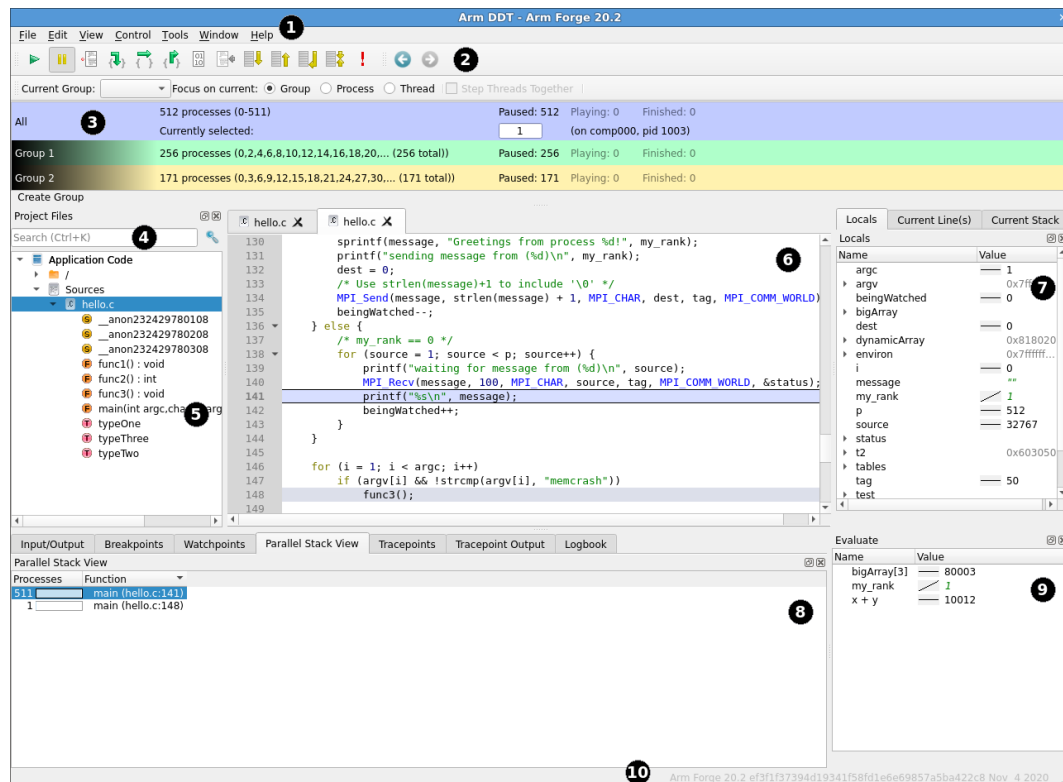 Arm DDT - Arm Forge 20.2
File Edit View Control Tools Window Help 1
2
Current Group: Focus on current: Group Process Thread Step Threads Together
All 3 512 processes (0-511) Paused: 512 Playing: 0 Finished: 0
Currently selected: 1 (on comp000, pid 1003)
Group 1 256 processes (0,2,4,6,8,10,12,14,16,18,20,... (256 total)) Paused: 256 Playing: 0 Finished: 0
Group 2 171 processes (0,3,6,9,12,15,18,21,24,27,30,... (171 total)) Paused: 171 Playing: 0 Finished: 0
Create Group
Project Files
Search (Ctrl+K) 4
Application Code
/
Sources
hello.c
S __anon232429780108
S __anon232429780208
S __anon232429780308
F func1() : void
F func2() : int
F func3() : void
F main(int argc,cha arg
5
T typeOne
T typeThree
T typeTwo
hello.c hello.c
6
130 sprintf(message, "Greetings from process %d!", my_rank);
131 printf("sending message from (%d)\n", my_rank);
132 dest = 0;
133 /* Use strlen(message)+1 to include '\0' */
134 MPI_Send(message, strlen(message) + 1, MPI_CHAR, dest, tag, MPI_COMM_WORLD)
135 beingWatched--;
136 } else {
137 /* my_rank == 0 */
138 for (source = 1; source < p; source++) {
139 printf("waiting for message from (%d)\n", source);
140 MPI_Recv(message, 100, MPI_CHAR, source, tag, MPI_COMM_WORLD, &status);
141 printf("%s\n", message);
142 beingWatched++;
143 }
144 }
145
146 for (i = 1; i < argc; i++)
147 if (argv[i] && !strcmp(argv[i], "memcrash"))
148 func3();
149
Locals Current Line(s) Current Stack
Locals
Name Value
argc 1
argv 0x7ff
7
beingWatched 0
bigArray
dest 0
dynamicArray 0x818020
environ 0x7ffffff...
i 0
message ""
my_rank 1
p 512
source 32767
status
t2 0x603050
tables
tag 50
test
Input/Output Breakpoints Watchpoints Parallel Stack View Tracepoints Tracepoint Output Logbook
Parallel Stack View
Processes Function
511 main (hello.c:141)
1 main (hello.c:148)
8
Evaluate
Name Value
bigArray[3] 80003
my_rank 1
x + y 10012
9
10
Arm Forge 20.2 ef3f1f37394d19341f58fd1e6e69857a5ba422c8 Nov 4 2020